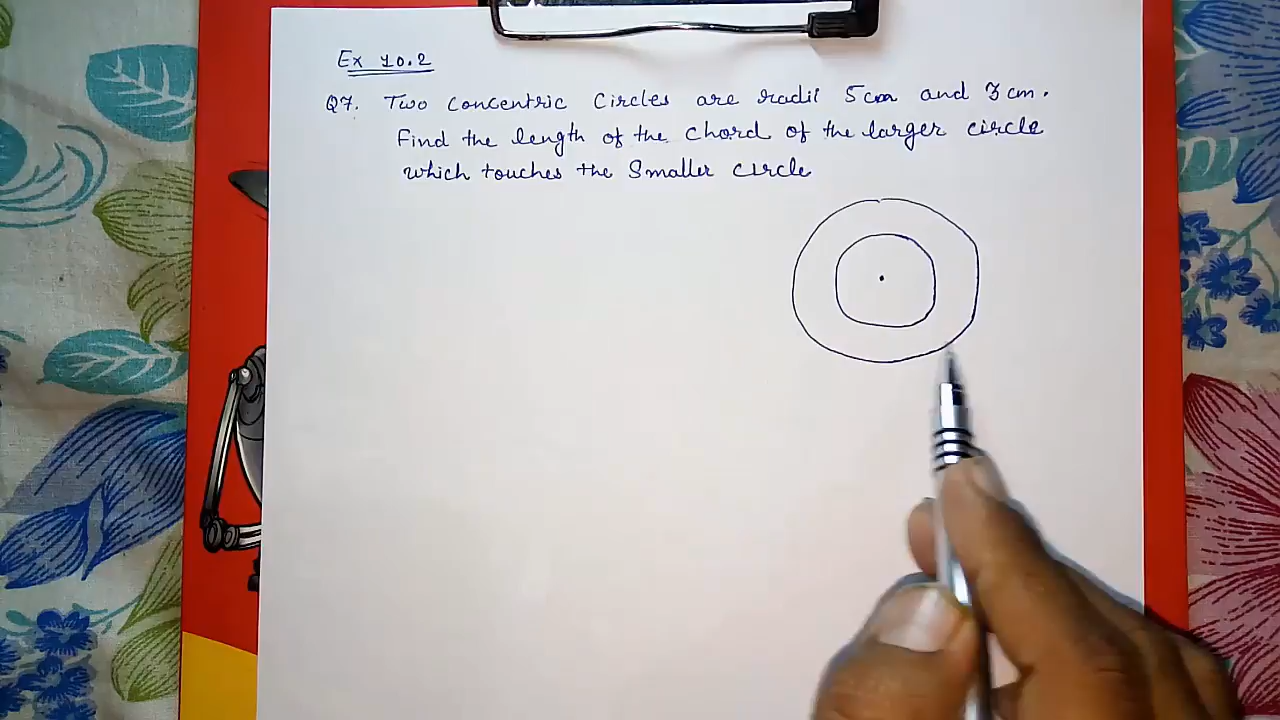 Ex 10.2
Q7. Two concentric Circles are radii 5cm and 3cm.
Find the length of the chord of the larger circle
which touches the Smaller circle